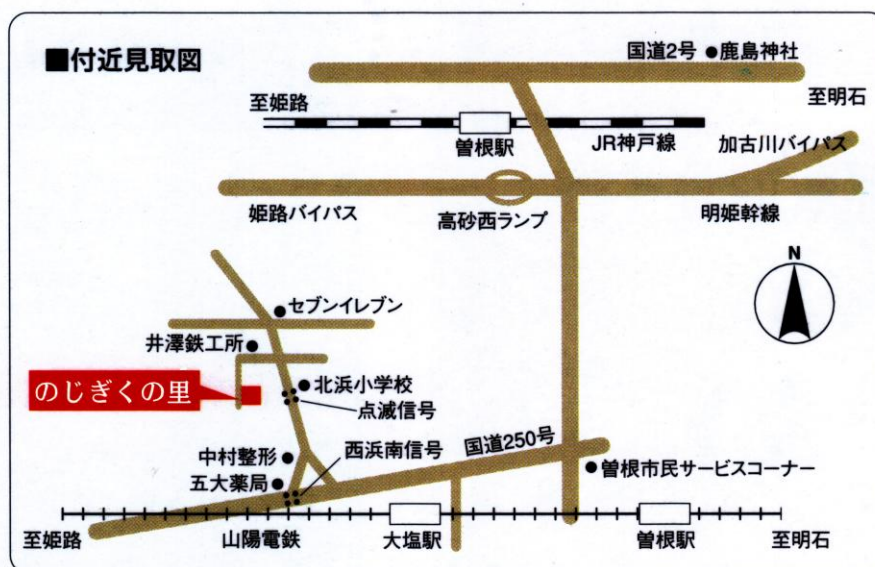 ■付近見取図
国道2号 ●鹿島神社
至姫路
至明石
曽根駅
JR神戸線
加古川バイパス
姫路バイパス
高砂西ランプ
明姫幹線
N
セブンイレブン
井澤鉄工所
のじぎくの里
北浜小学校
点滅信号
国道250号
西浜南信号
中村整形
五大薬局
曽根市民サービスコーナー
至姫路
山陽電鉄
大塩駅
曽根駅
至明石